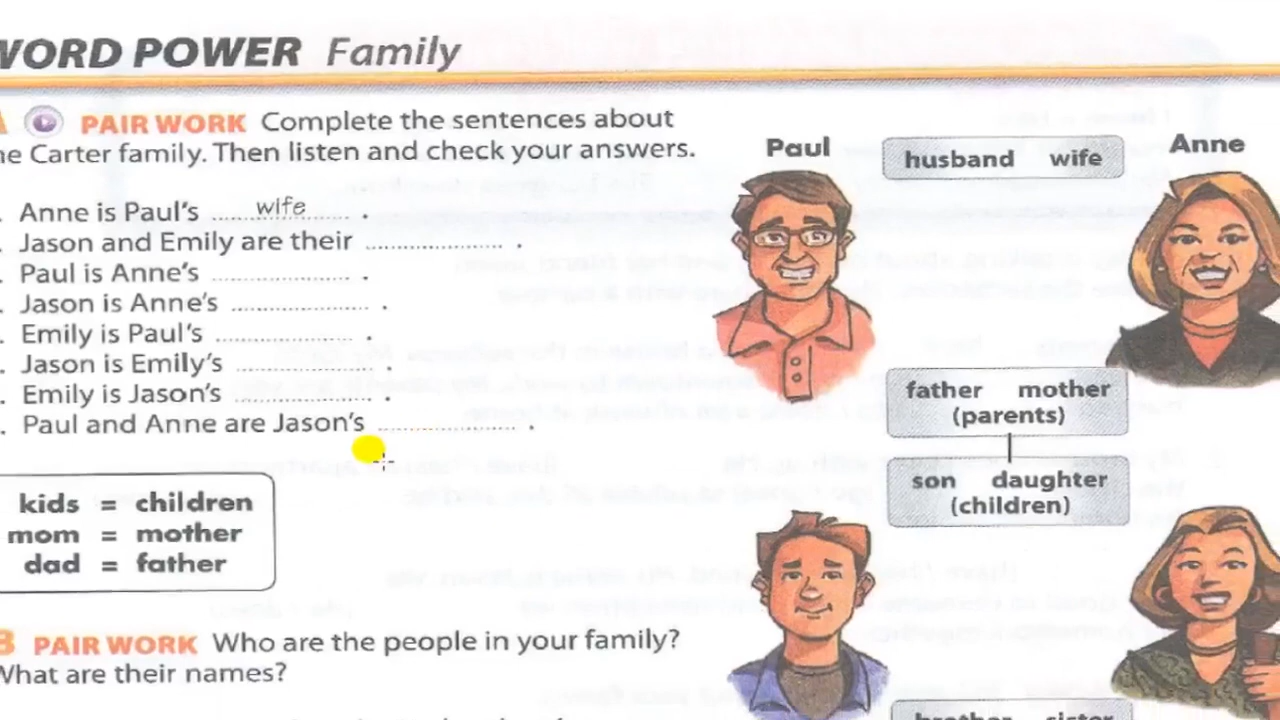 WORD POWER Family
PAIR WORK Complete the sentences about
the Carter family. Then listen and check your answers.
Anne is Paul's wife .
Jason and Emily are their .................... .
Paul is Anne's .................... .
Jason is Anne's .................... .
Emily is Paul's .................... .
Jason is Emily's .................... .
Emily is Jason's .................... .
Paul and Anne are Jason's .................... .
kids = children
mom = mother
dad = father
B PAIR WORK Who are the people in your family?
What are their names?
Paul
husband wife
Anne
father mother
(parents)
son daughter
(children)
brother sister